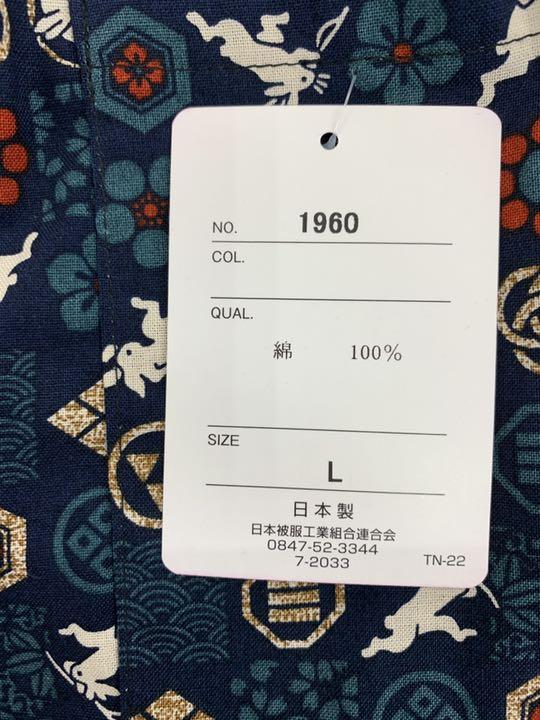 NO. 1960
COL.
QUAL.
綿 100%
SIZE
L
日本製
日本被服工業組合連合会
0847-52-3344
7-2033 TN-22